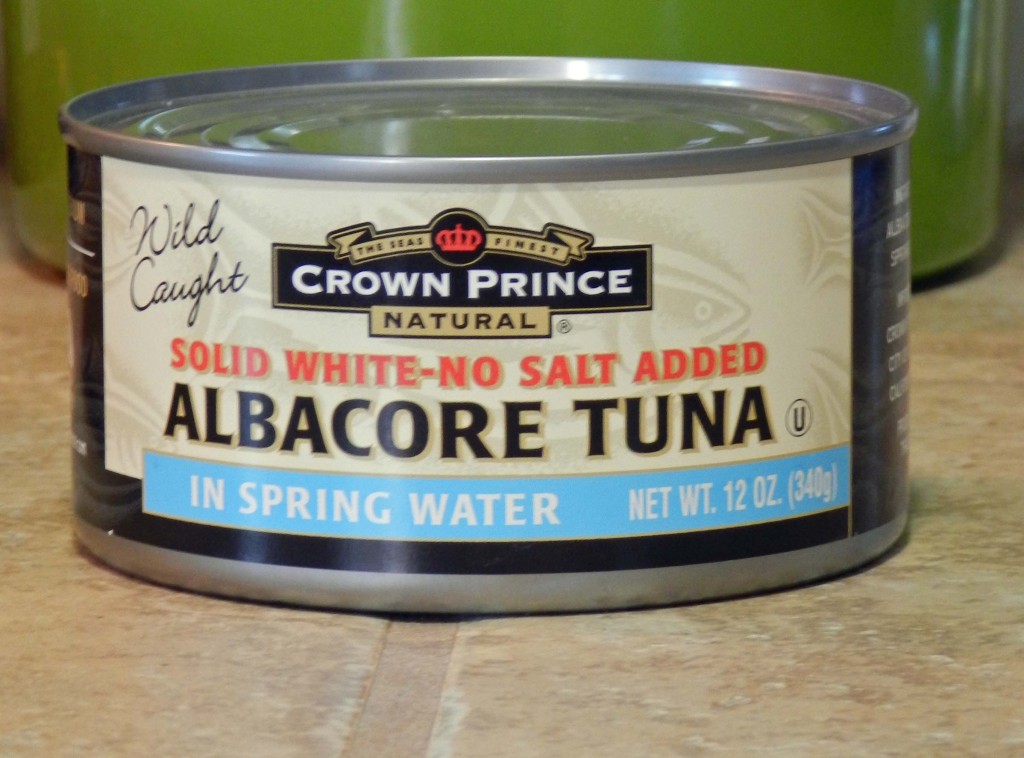 Wild
Caught
THE SEAS FINEST
CROWN PRINCE
NATURAL ®
SOLID WHITE-NO SALT ADDED
ALBACORE TUNA U
IN SPRING WATER NET WT. 12 OZ. (340g)